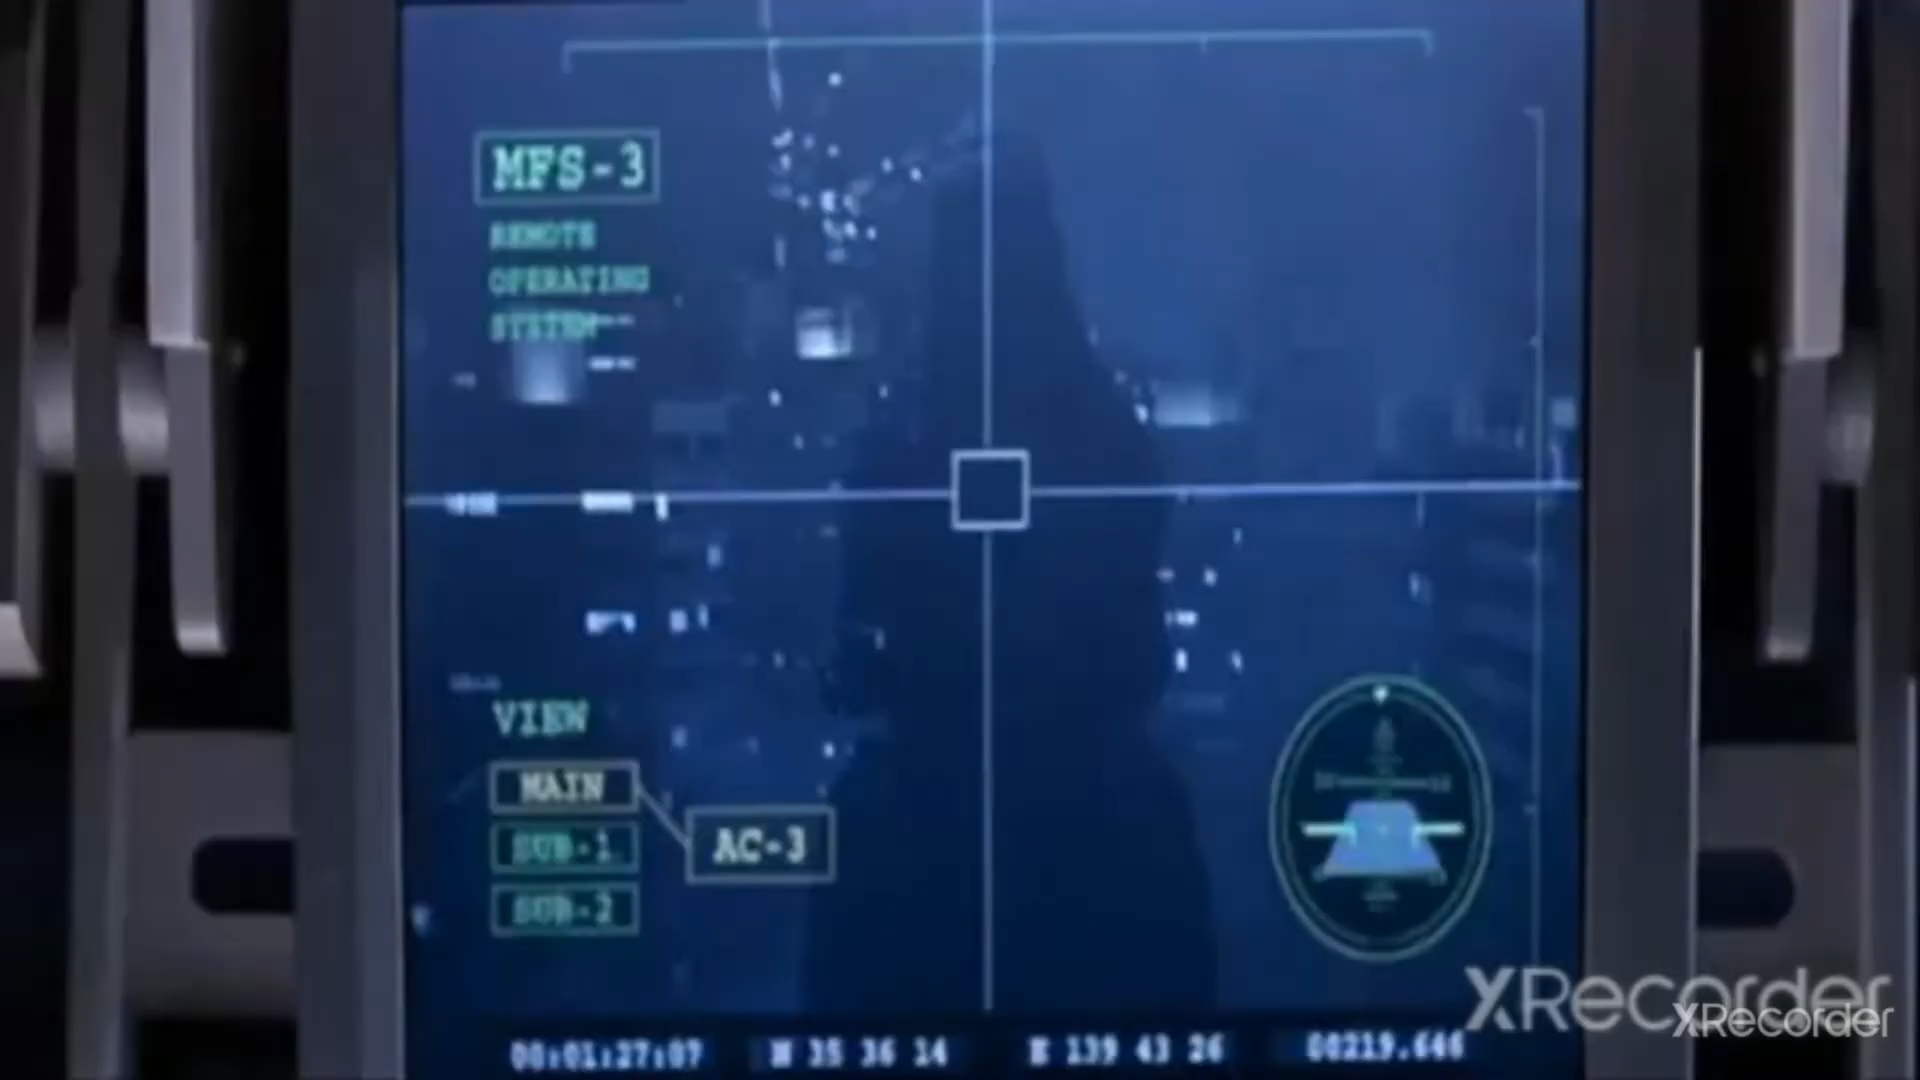 MFS-3
REMOTE
OPERATING
SYSTEM
VIEW
MAIN
SUB-1
SUB-2
AC-3
00:01:27:07 N 35 36 14 E 139 43 26 00219.646
XRecorder
XRecorder